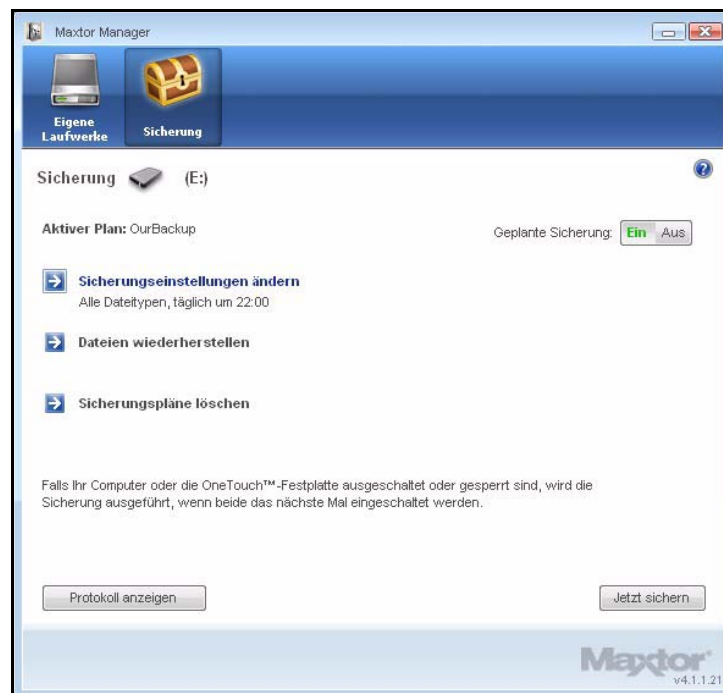 Maxtor Manager
Eigene
Laufwerke
Sicherung
Sicherung (E:)
Aktiver Plan: OurBackup
Geplante Sicherung: Ein Aus
Sicherungseinstellungen ändern
Alle Dateitypen, täglich um 22:00
Dateien wiederherstellen
Sicherungspläne löschen
Falls Ihr Computer oder die OneTouch™-Festplatte ausgeschaltet oder gesperrt sind, wird die
Sicherung ausgeführt, wenn beide das nächste Mal eingeschaltet werden.
Protokoll anzeigen
Jetzt sichern
Maxtor
v4.1.1.21